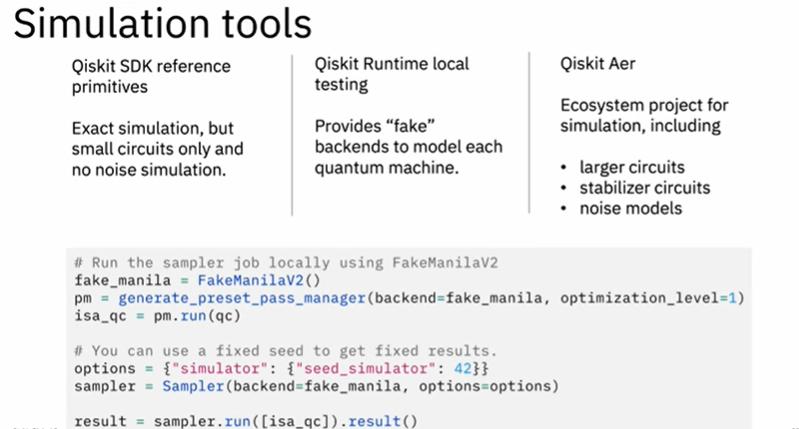 Simulation tools
Qiskit SDK reference
primitives
Exact simulation, but
small circuits only and
no noise simulation.
Qiskit Runtime local
testing
Provides “fake”
backends to model each
quantum machine.
Qiskit Aer
Ecosystem project for
simulation, including
• larger circuits
• stabilizer circuits
• noise models
# Run the sampler job locally using FakeManilaV2
fake_manila = FakeManilaV2()
pm = generate_preset_pass_manager(backend=fake_manila, optimization_level=1)
isa_qc = pm.run(qc)
# You can use a fixed seed to get fixed results.
options = {"simulator": {"seed_simulator": 42}}
sampler = Sampler(backend=fake_manila, options=options)
result = sampler.run([isa_qc]).result()